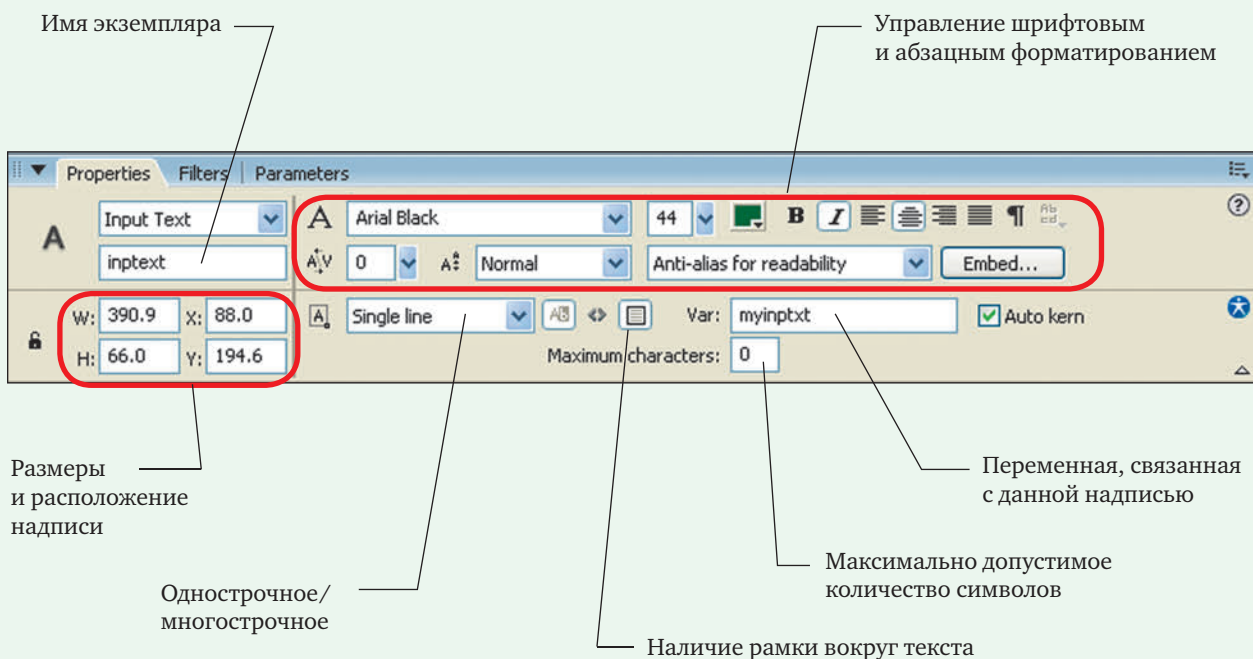 Имя экземпляра
Управление шрифтовым
и абзацным форматированием
Properties Filters Parameters
Input Text
A Arial Black 44 B I ¶
A
inptext
A V 0 A Normal Anti-alias for readability Embed...
W: 390.9 X: 88.0
A Single line Var: myinptxt Auto kern
H: 66.0 Y: 194.6
Maximum characters: 0
Размеры
и расположение
надписи
Переменная, связанная
с данной надписью
Максимально допустимое
количество символов
Однострочное/
многострочное
Наличие рамки вокруг текста